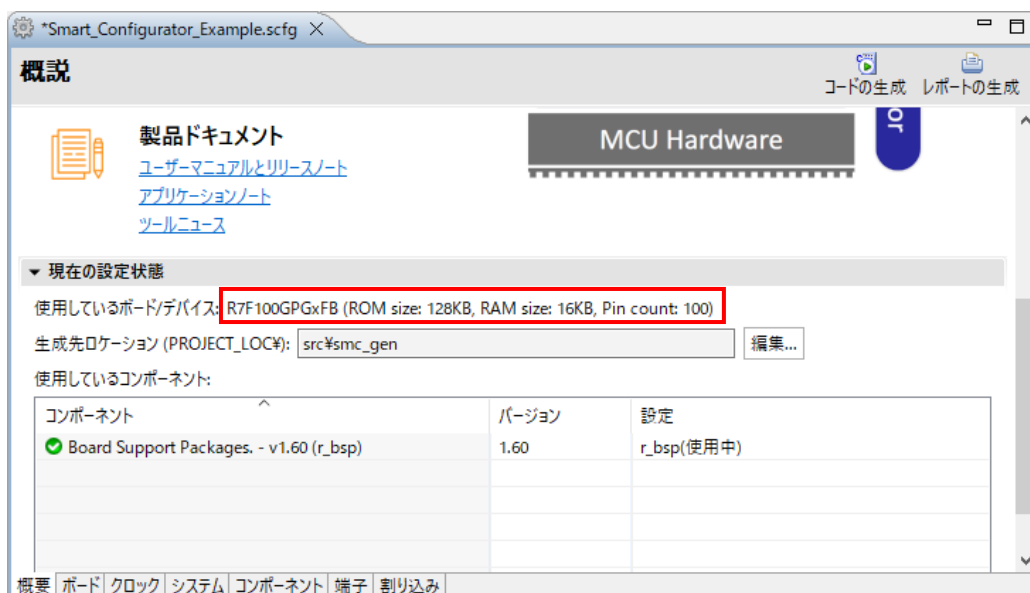 *Smart_Configurator_Example.scfg
概説
コードの生成 レポートの生成
製品ドキュメント
ユーザーマニュアルとリリースノート
アプリケーションノート
ツールニュース
MCU Hardware
or
現在の設定状態
使用しているボード/デバイス: R7F100GPGxFB (ROM size: 128KB, RAM size: 16KB, Pin count: 100)
生成先ロケーション (PROJECT_LOC¥): src¥smc_gen 編集...
使用しているコンポーネント:
コンポーネント バージョン 設定
Board Support Packages. - v1.60 (r_bsp) 1.60 r_bsp(使用中)
概要 ボード クロック システム コンポーネント 端子 割り込み